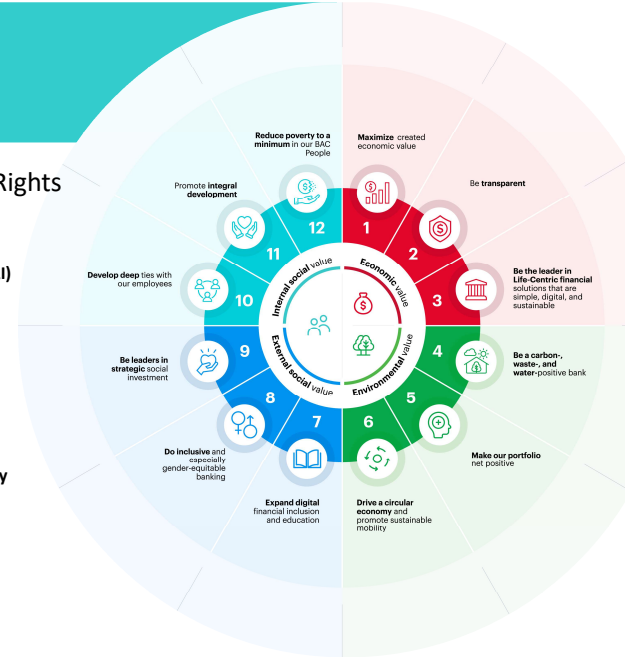 Rights
I)
y
Reduce poverty to a
minimum in our BAC
People
Maximize created
economic value
Promote integral
development
Be transparent
Develop deep ties with
our employees
Be the leader in
Life-Centric financial
solutions that are
simple, digital, and
sustainable
12
1
11
2
10
3
9
4
8
5
7
6
Internal social value
Economic value
External social value
Environmental value
Be leaders in
strategic social
investment
Be a carbon-,
waste-, and
water-positive bank
Do inclusive and
especially
gender-equitable
banking
Make our portfolio
net positive
Expand digital
financial inclusion
and education
Drive a circular
economy and
promote sustainable
mobility